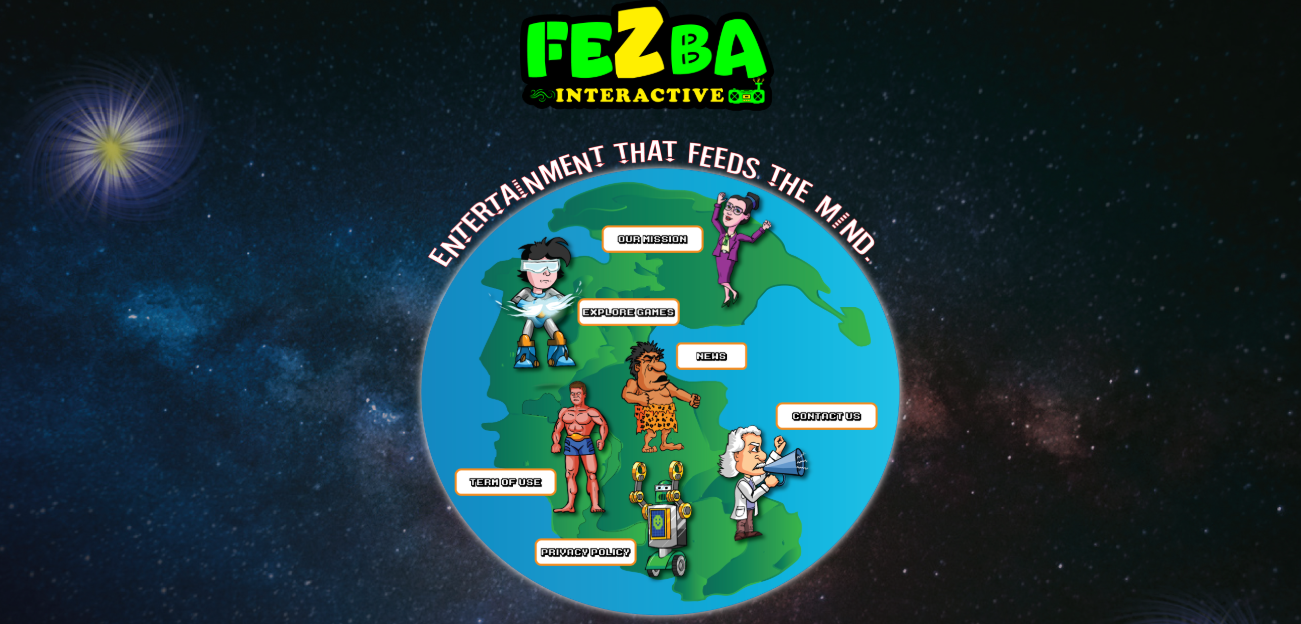 FEZBA
INTERACTIVE
ENTERTAINMENT THAT FEEDS THE MIND..
OUR MISSION
EXPLORE GAMES
NEWS
CONTACT US
TERM OF USE
PRIVACY POLICY